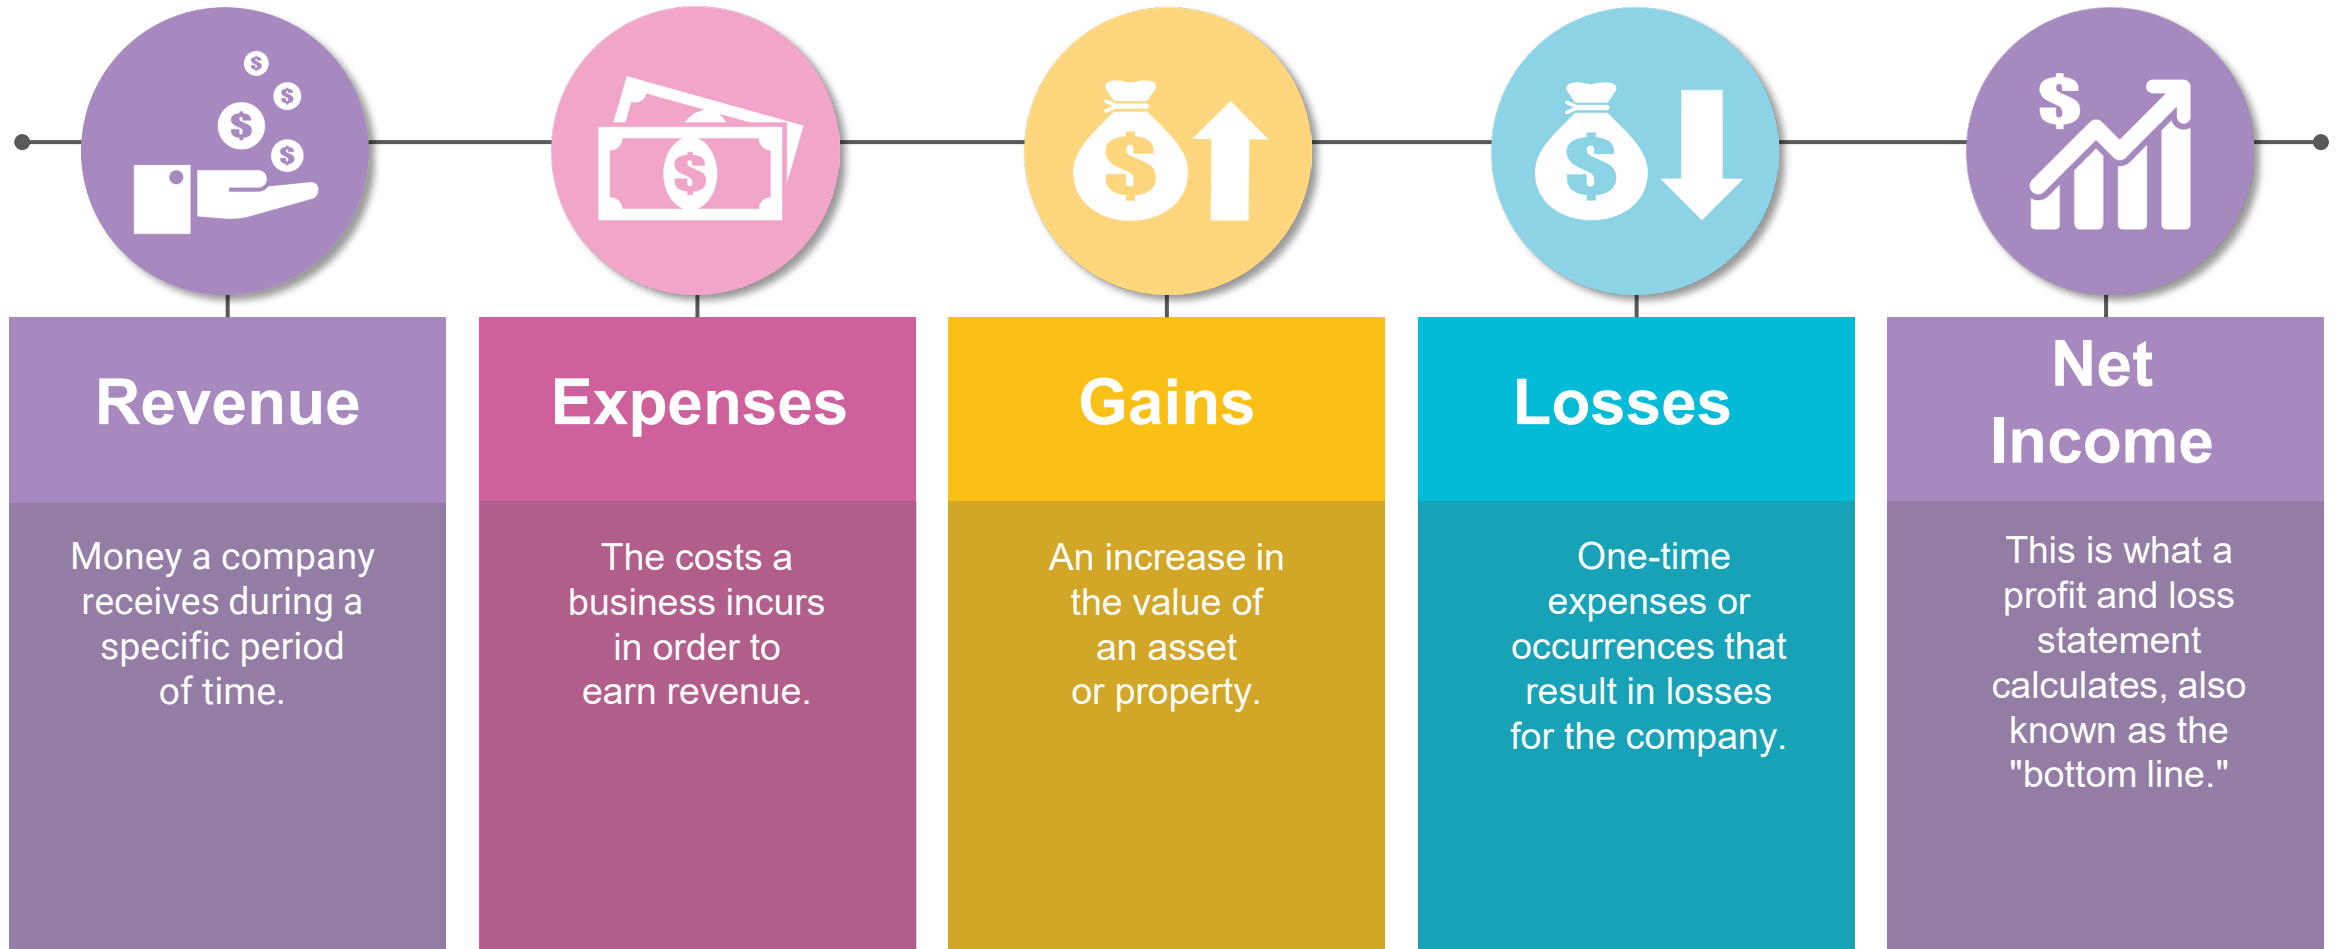 $
$
$
$
$
$
$
$
Revenue
Expenses
Gains
Losses
Net
Income
Money a company
receives during a
specific period
of time.
The costs a
business incurs
in order to
earn revenue.
An increase in
the value of
an asset
or property.
One-time
expenses or
occurrences that
result in losses
for the company.
This is what a
profit and loss
statement
calculates, also
known as the
"bottom line."